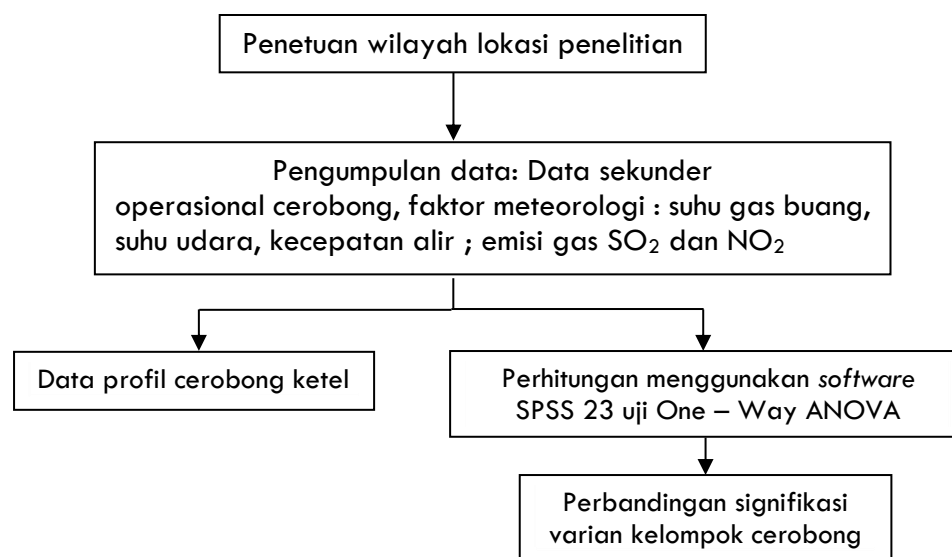 Penetuan wilayah lokasi penelitian
Pengumpulan data: Data sekunder
operasional cerobong, faktor meteorologi : suhu gas buang,
suhu udara, kecepatan alir ; emisi gas SO₂ dan NO₂
Data profil cerobong ketel
Perhitungan menggunakan software
SPSS 23 uji One – Way ANOVA
Perbandingan signifikasi
varian kelompok cerobong